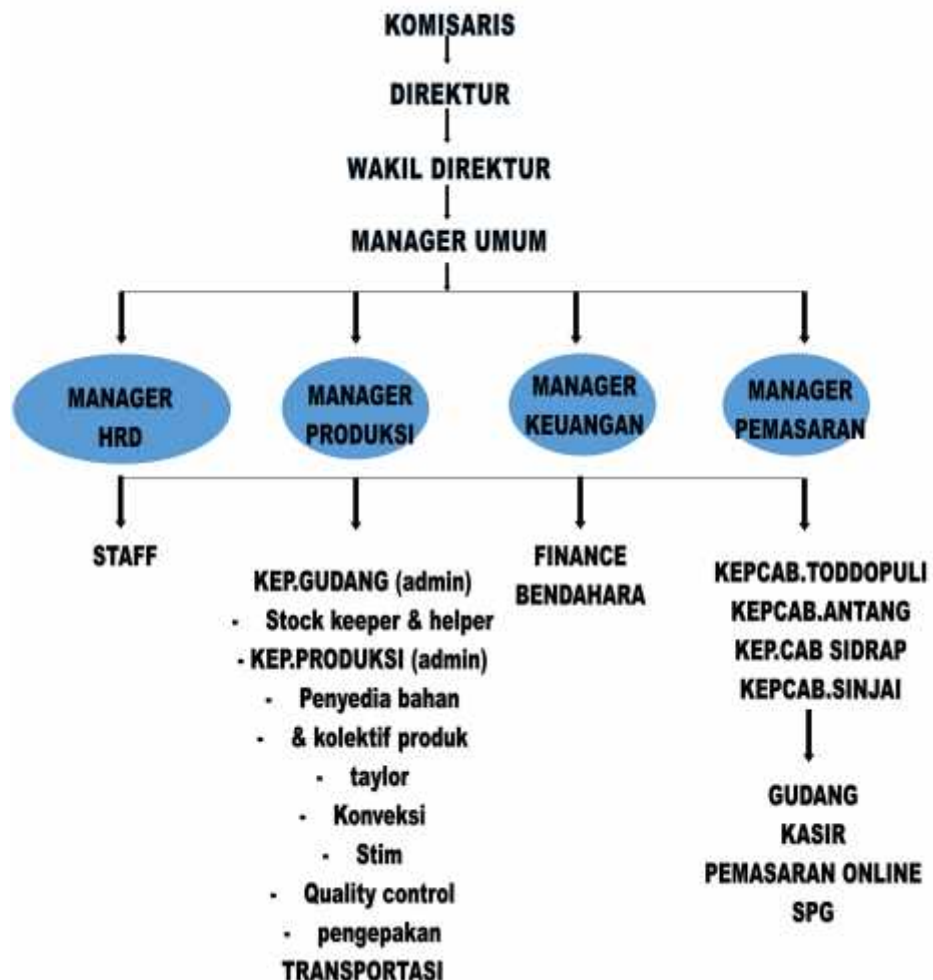 KOMISARIS
DIREKTUR
WAKIL DIREKTUR
MANAGER UMUM
MANAGER
HRD
MANAGER
PRODUKSI
MANAGER
KEUANGAN
MANAGER
PEMASARAN
STAFF
KEP.GUDANG (admin)
- Stock keeper & helper
- KEP.PRODUKSI (admin)
- Penyedia bahan
- & kolektif produk
- taylor
- Konveksi
- Stim
- Quality control
- pengepakan
TRANSPORTASI
FINANCE
BENDAHARA
KEPCAB.TODDOPULI
KEPCAB.ANTANG
KEP.CAB SIDRAP
KEPCAB.SINJAI
GUDANG
KASIR
PEMASARAN ONLINE
SPG